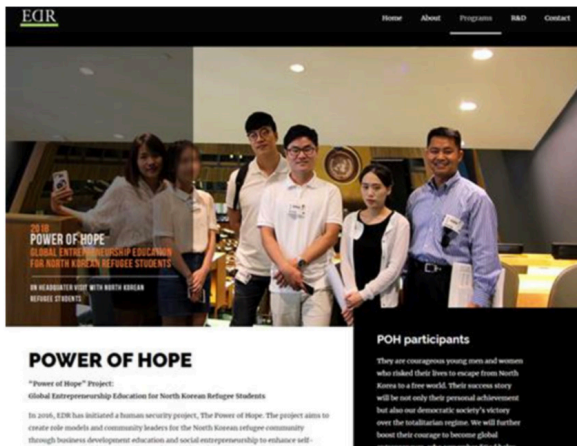 EDR
Home About Programs R&D Contact
2016
POWER OF HOPE
GLOBAL ENTREPRENEURSHIP EDUCATION
FOR NORTH KOREAN REFUGEE STUDENTS
UN HEADQUATER VISIT WITH NORTH KOREAN
REFUGEE STUDENTS
POWER OF HOPE
"Power of Hope" Project:
Global Entrepreneurship Education for North Korean Refugee Students
In 2016, EDR has initiated a human security project, The Power of Hope. The project aims to
create role models and community leaders for the North Korean refugee community
through business development education and social entrepreneurship to enhance self-
POH participants
They are courageous young men and women
who risked their lives to escape from North
Korea to a free world. Their success story
will be not only their personal achievement
but also our democratic society's victory
over the totalitarian regime. We will further
boost their courage to become global